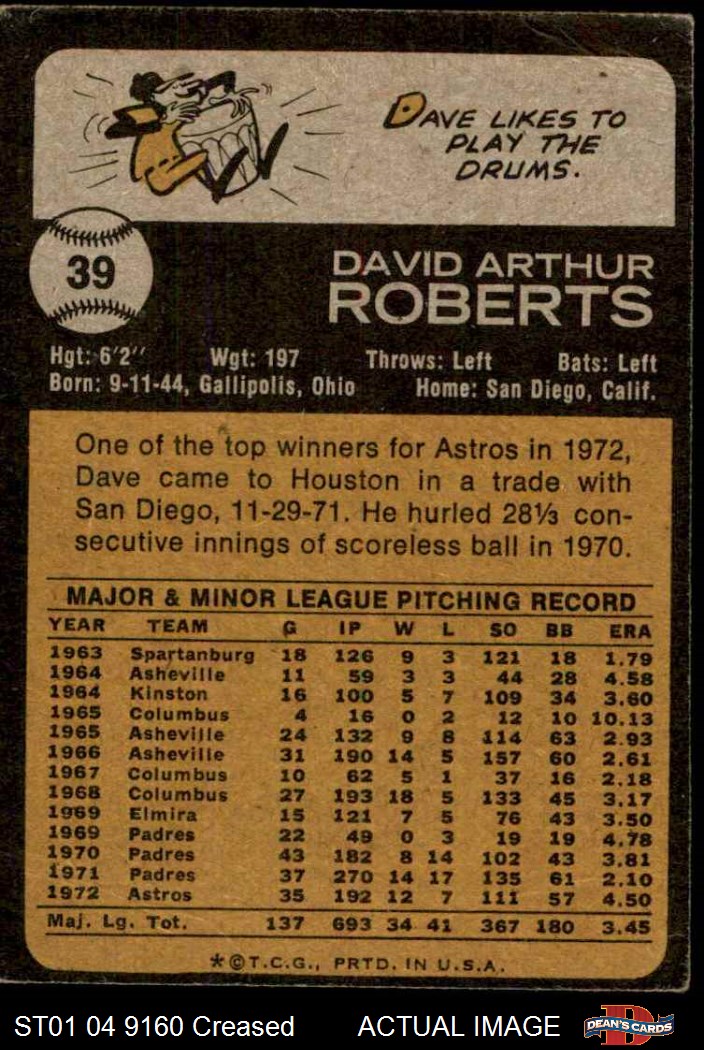 DAVE LIKES TO
PLAY THE
DRUMS.
39
DAVID ARTHUR
ROBERTS
Hgt: 6'2" Wgt: 197 Throws: Left Bats: Left
Born: 9-11-44, Gallipolis, Ohio Home: San Diego, Calif.
One of the top winners for Astros in 1972,
Dave came to Houston in a trade with
San Diego, 11-29-71. He hurled 28⅓ con-
secutive innings of scoreless ball in 1970.
MAJOR & MINOR LEAGUE PITCHING RECORD
YEAR TEAM G IP W L SO BB ERA
1963 Spartanburg 18 126 9 3 121 18 1.79
1964 Asheville 11 59 3 3 44 28 4.58
1964 Kinston 16 100 5 7 109 34 3.60
1965 Columbus 4 16 0 2 12 10 10.13
1965 Asheville 24 132 9 8 114 63 2.93
1966 Asheville 31 190 14 5 157 60 2.61
1967 Columbus 10 62 5 1 37 16 2.18
1968 Columbus 27 193 18 5 133 45 3.17
1969 Elmira 15 121 7 5 76 43 3.50
1969 Padres 22 49 0 3 19 19 4.78
1970 Padres 43 182 8 14 102 43 3.81
1971 Padres 37 270 14 17 135 61 2.10
1972 Astros 35 192 12 7 111 57 4.50
Maj. Lg. Tot. 137 693 34 41 367 180 3.45
*©T.C.G., PRTD. IN U.S.A.
ST01 04 9160 Creased ACTUAL IMAGE D DEAN'S CARDS